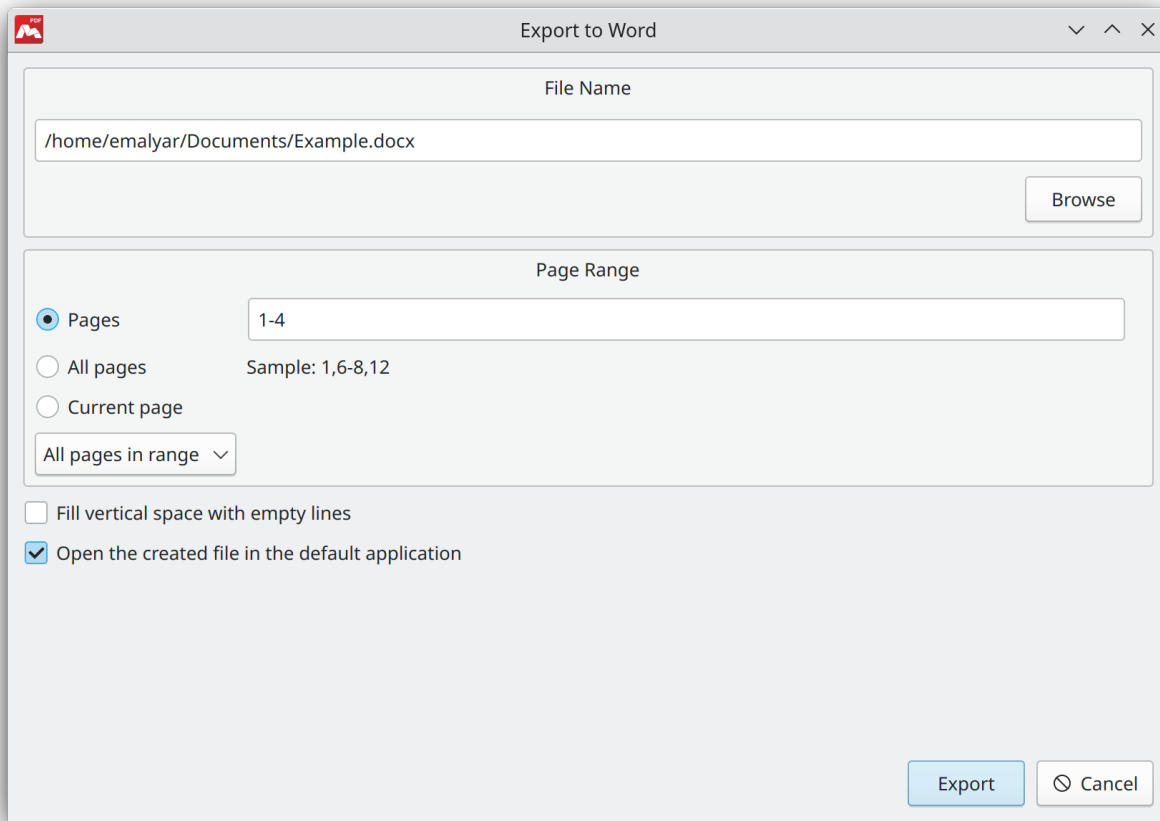 PDF
Export to Word
File Name
/home/emalyar/Documents/Example.docx
Browse
Page Range
Pages
1-4
All pages
Sample: 1,6-8,12
Current page
All pages in range
Fill vertical space with empty lines
Open the created file in the default application
Export
Cancel